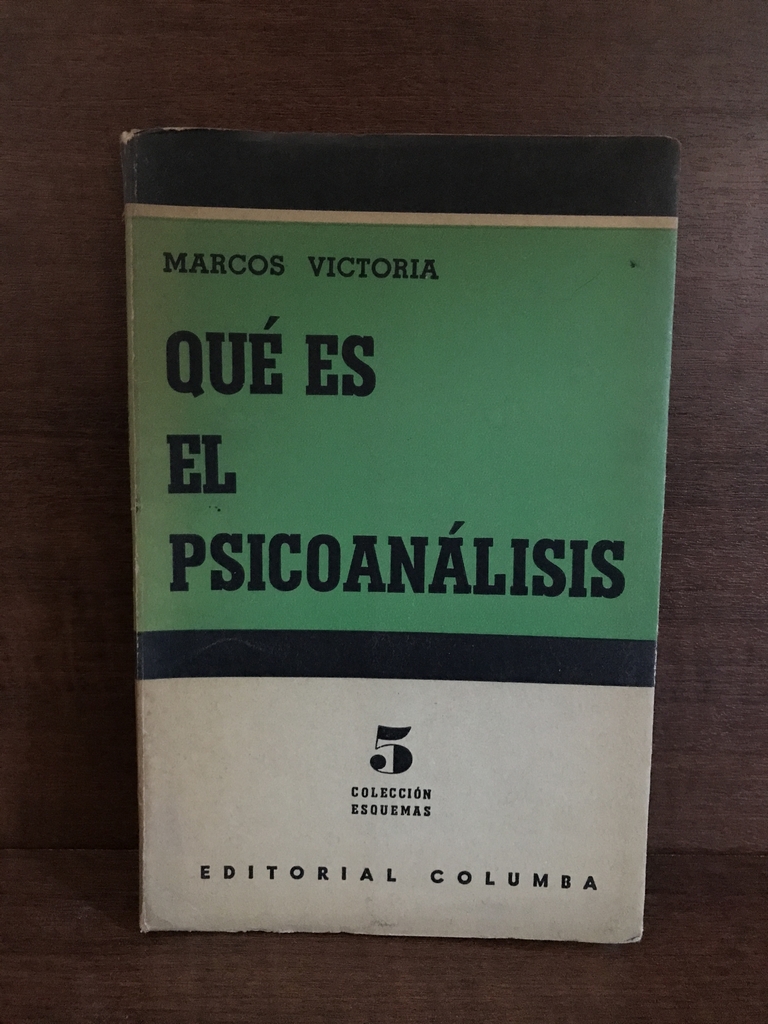 MARCOS VICTORIA
QUÉ ES
EL
PSICOANÁLISIS
5
COLECCIÓN
ESQUEMAS
EDITORIAL COLUMBA